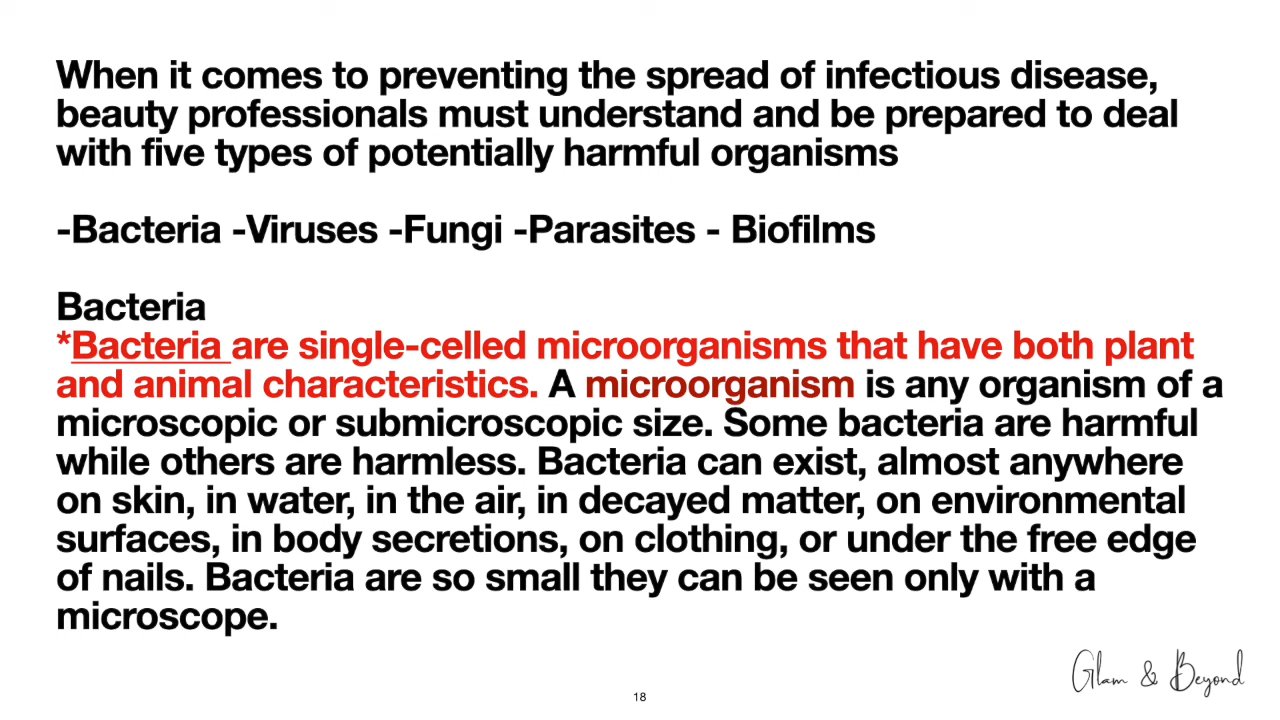 When it comes to preventing the spread of infectious disease,
beauty professionals must understand and be prepared to deal
with five types of potentially harmful organisms
-Bacteria -Viruses -Fungi -Parasites - Biofilms
Bacteria
*Bacteria are single-celled microorganisms that have both plant
and animal characteristics. A microorganism is any organism of a
microscopic or submicroscopic size. Some bacteria are harmful
while others are harmless. Bacteria can exist, almost anywhere
on skin, in water, in the air, in decayed matter, on environmental
surfaces, in body secretions, on clothing, or under the free edge
of nails. Bacteria are so small they can be seen only with a
microscope.
Glam & Beyond
18